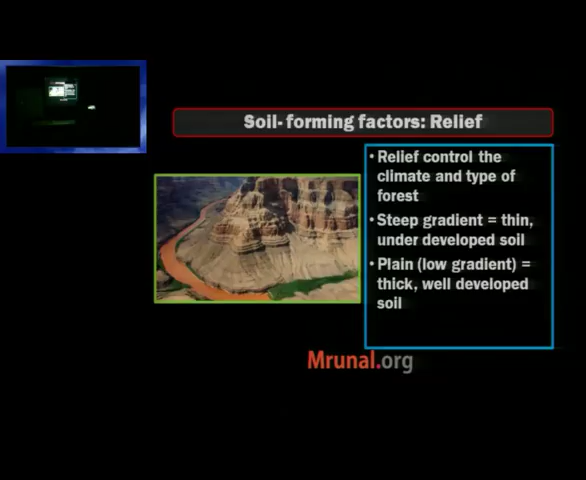 Soil- forming factors: Relief
• Relief control the
climate and type of
forest
• Steep gradient = thin,
under developed soil
• Plain (low gradient) =
thick, well developed
soil
Mrunal.org